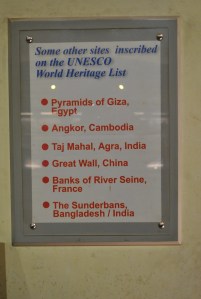 Some other sites inscribed
on the UNESCO
World Heritage List
Pyramids of Giza,
Egypt
Angkor, Cambodia
Taj Mahal, Agra, India
Great Wall, China
Banks of River Seine,
France
The Sunderbans,
Bangladesh / India